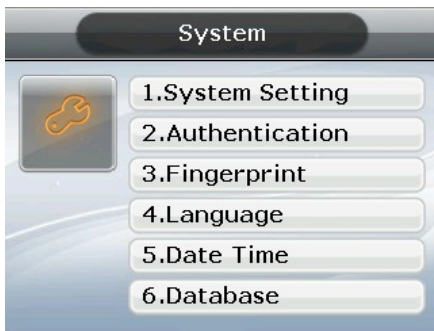 System
1.System Setting
2.Authentication
3.Fingerprint
4.Language
5.Date Time
6.Database